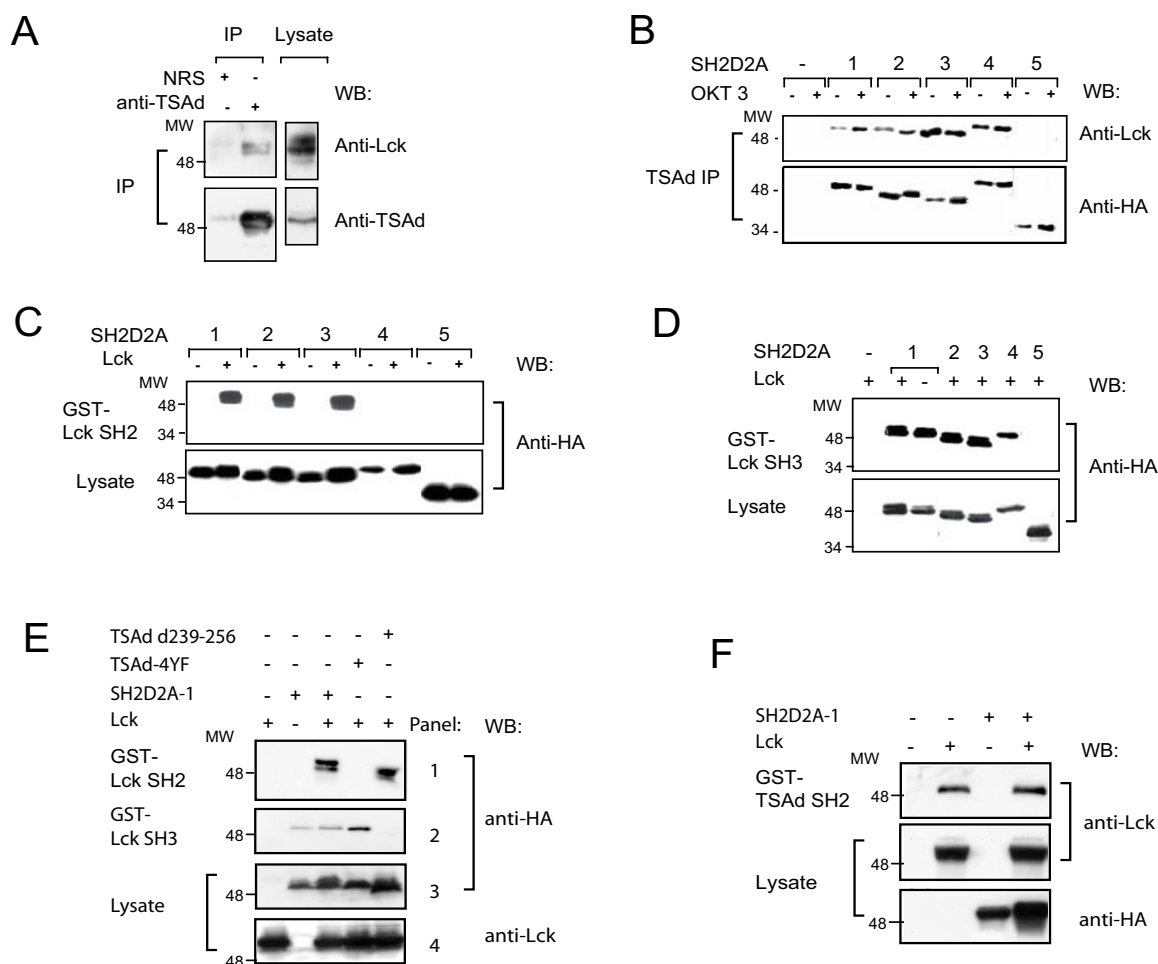 A
IP Lysate
NRS + -
anti-TSAd - + WB:
MW
48 Anti-Lck
IP
48 Anti-TSAd
B
SH2D2A - 1 2 3 4 5
OKT 3 - + - + - + - + - + - + WB:
MW
48 - Anti-Lck
TSAd IP
48 - Anti-HA
34 -
C
SH2D2A 1 2 3 4 5
Lck - + - + - + - + - + WB:
MW
GST-
Lck SH2
48
34
Anti-HA
Lysate
48
34
D
SH2D2A - 1 2 3 4 5
Lck + + - + + + + WB:
MW
GST-
Lck SH3
48
34
Anti-HA
Lysate
48
34
E
TSAd d239-256 - - - - +
TSAd-4YF - - - + -
SH2D2A-1 - + + - -
Lck + - + + + Panel: WB:
MW
GST-
Lck SH2
48 1
anti-HA
GST-
Lck SH3
48 2
Lysate
48 3
48 4 anti-Lck
F
SH2D2A-1 - - + +
Lck - + - + WB:
MW
GST-
TSAd SH2
48
anti-Lck
Lysate
48
48 anti-HA